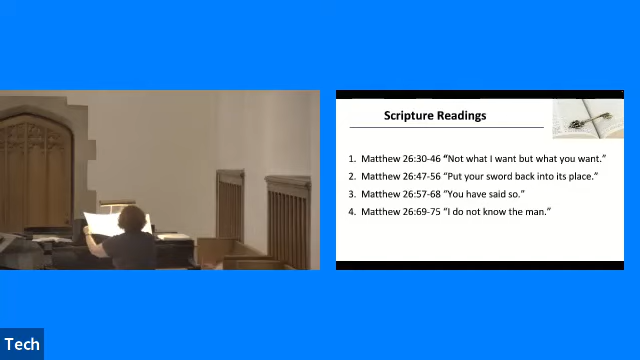 Scripture Readings
1. Matthew 26:30-46 “Not what I want but what you want.”
2. Matthew 26:47-56 “Put your sword back into its place.”
3. Matthew 26:57-68 “You have said so.”
4. Matthew 26:69-75 “I do not know the man.”
Tech